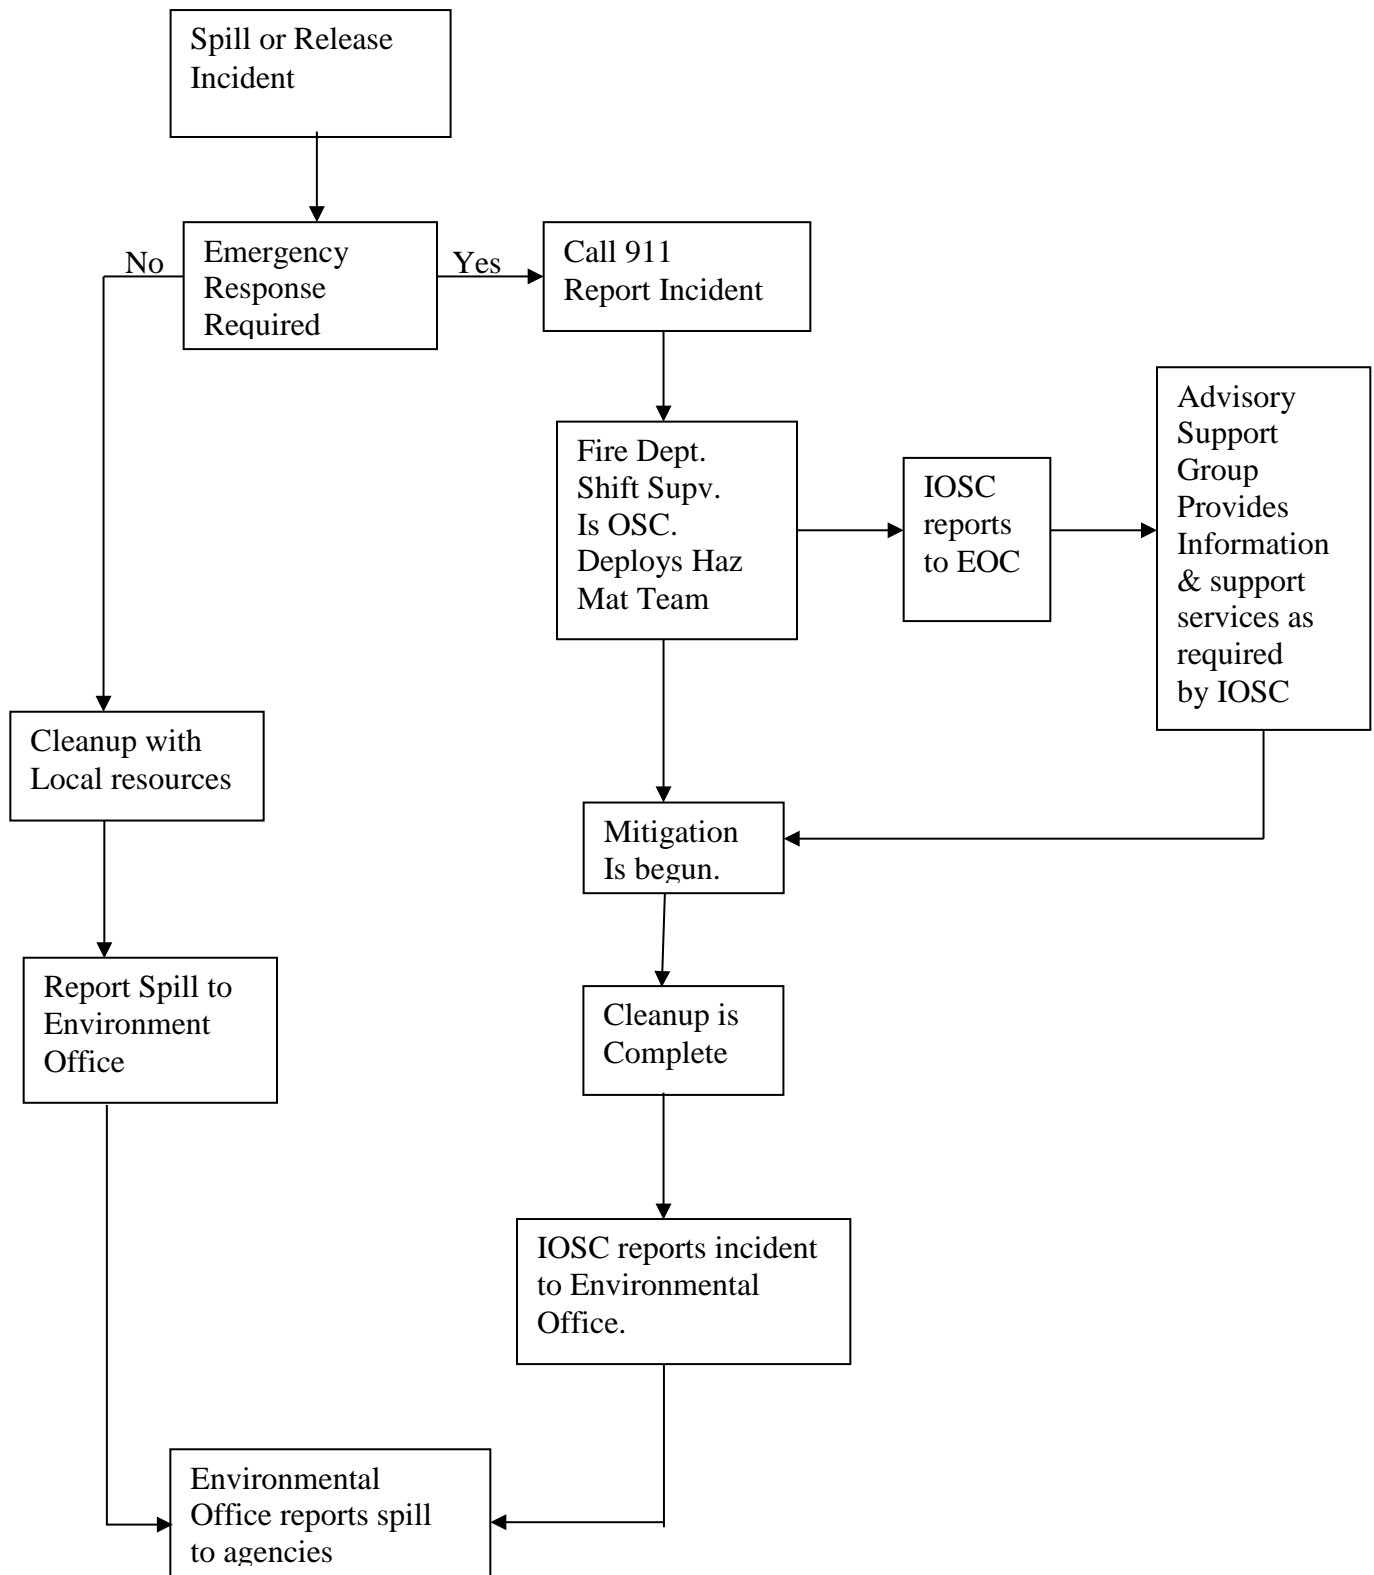 Spill or Release
Incident
No
Emergency
Response
Required
Yes
Call 911
Report Incident
Fire Dept.
Shift Supv.
Is OSC.
Deploys Haz
Mat Team
IOSC
reports
to EOC
Advisory
Support
Group
Provides
Information
& support
services as
required
by IOSC
Cleanup with
Local resources
Mitigation
Is begun.
Report Spill to
Environment
Office
Cleanup is
Complete
IOSC reports incident
to Environmental
Office.
Environmental
Office reports spill
to agencies